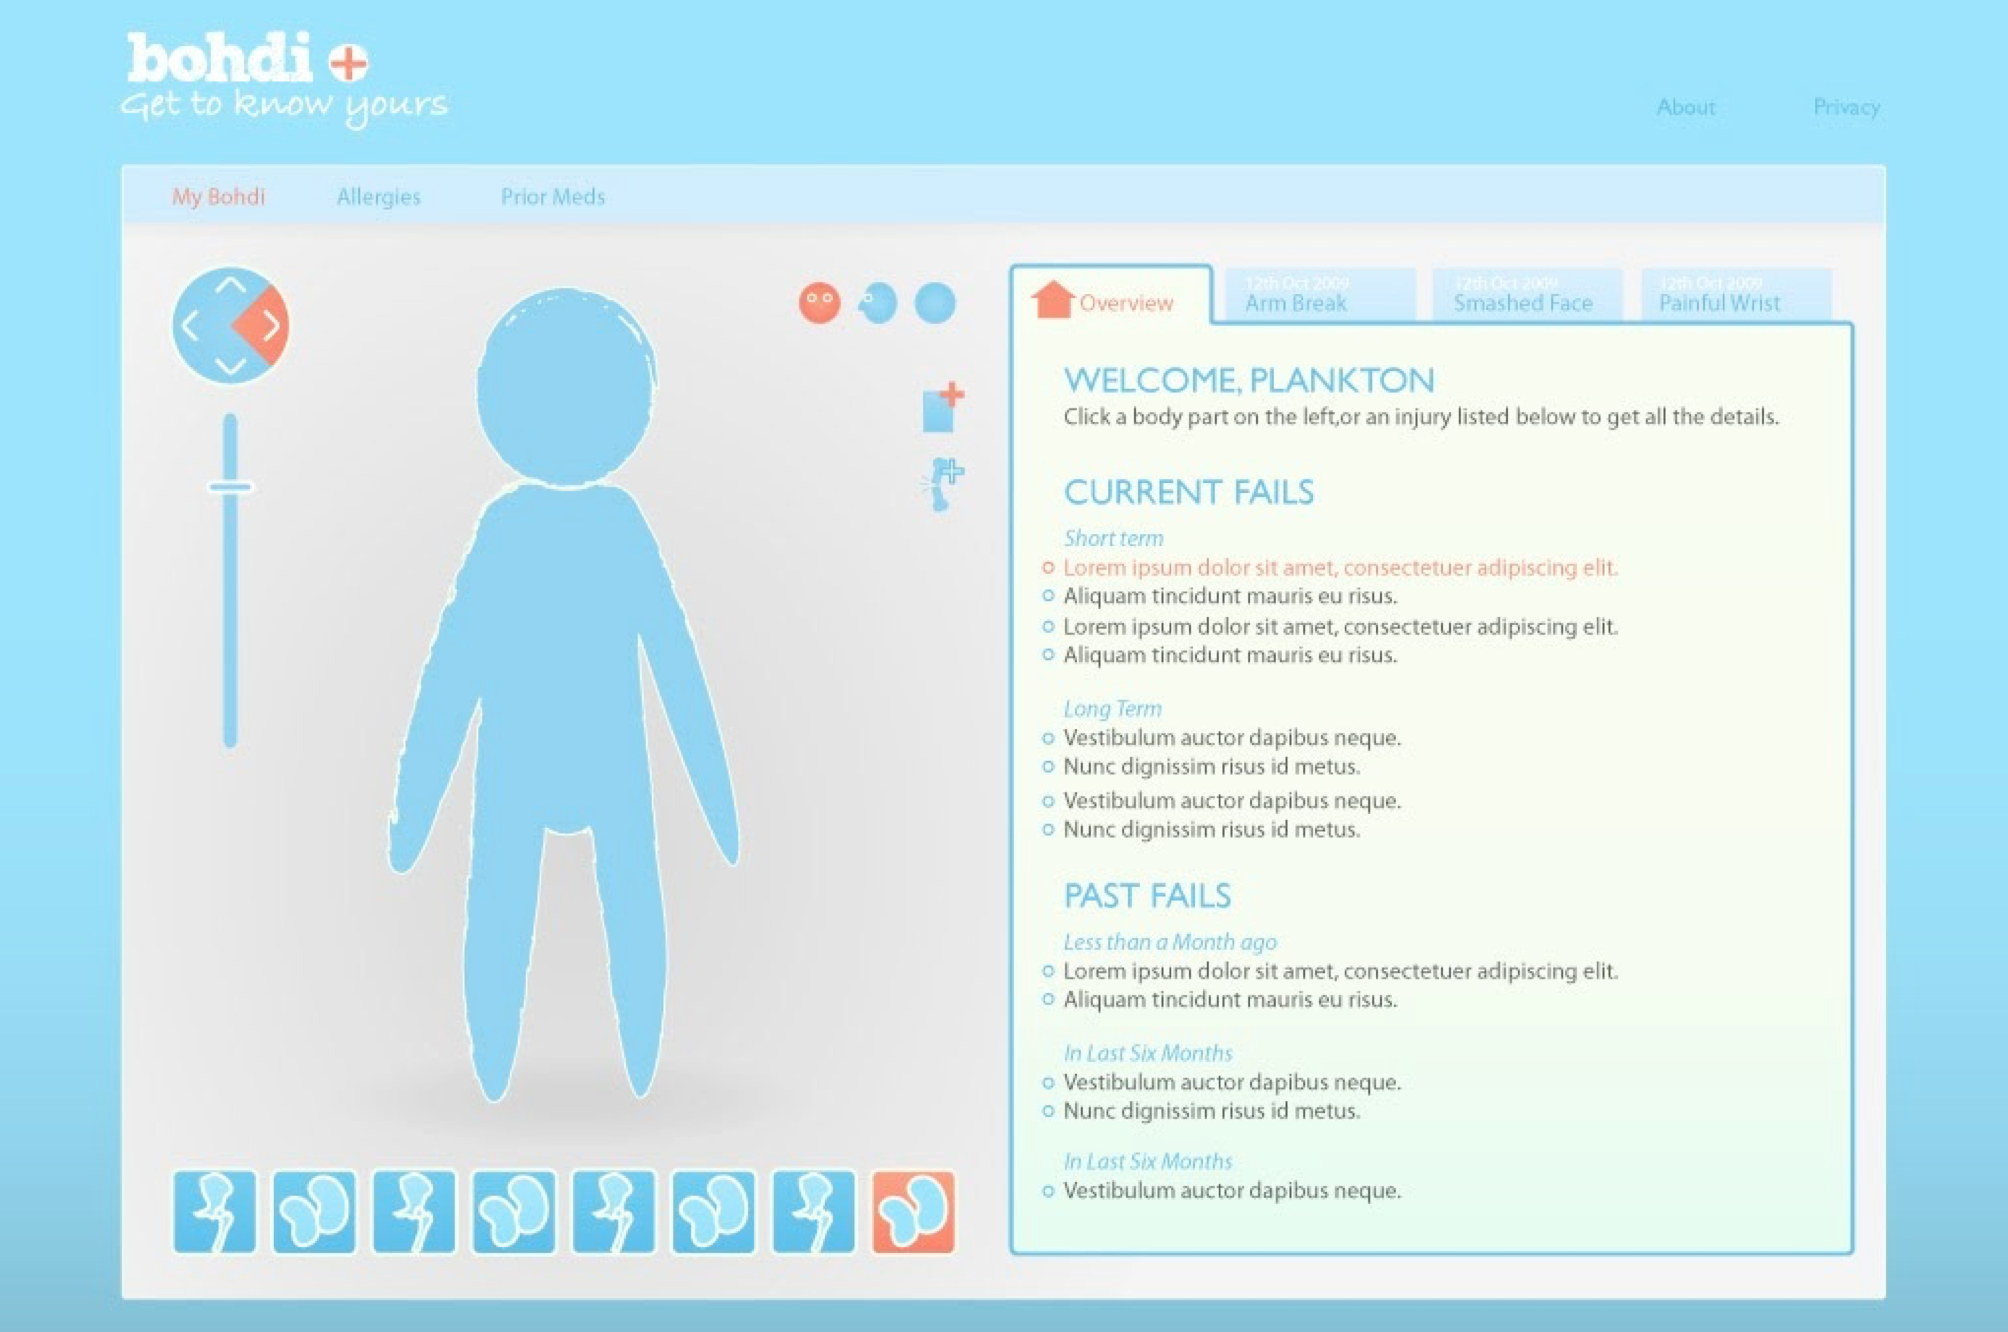 bohdi
Get to know yours
About
Privacy
My Bohdi
Allergies
Prior Meds
Overview
12th Oct 2009
Arm Break
12th Oct 2009
Smashed Face
12th Oct 2009
Painful Wrist
WELCOME, PLANKTON
Click a body part on the left,or an injury listed below to get all the details.
CURRENT FAILS
Short term
Lorem ipsum dolor sit amet, consectetuer adipiscing elit.
Aliquam tincidunt mauris eu risus.
Lorem ipsum dolor sit amet, consectetuer adipiscing elit.
Aliquam tincidunt mauris eu risus.
Long Term
Vestibulum auctor dapibus neque.
Nunc dignissim risus id metus.
Vestibulum auctor dapibus neque.
Nunc dignissim risus id metus.
PAST FAILS
Less than a Month ago
Lorem ipsum dolor sit amet, consectetuer adipiscing elit.
Aliquam tincidunt mauris eu risus.
In Last Six Months
Vestibulum auctor dapibus neque.
Nunc dignissim risus id metus.
In Last Six Months
Vestibulum auctor dapibus neque.